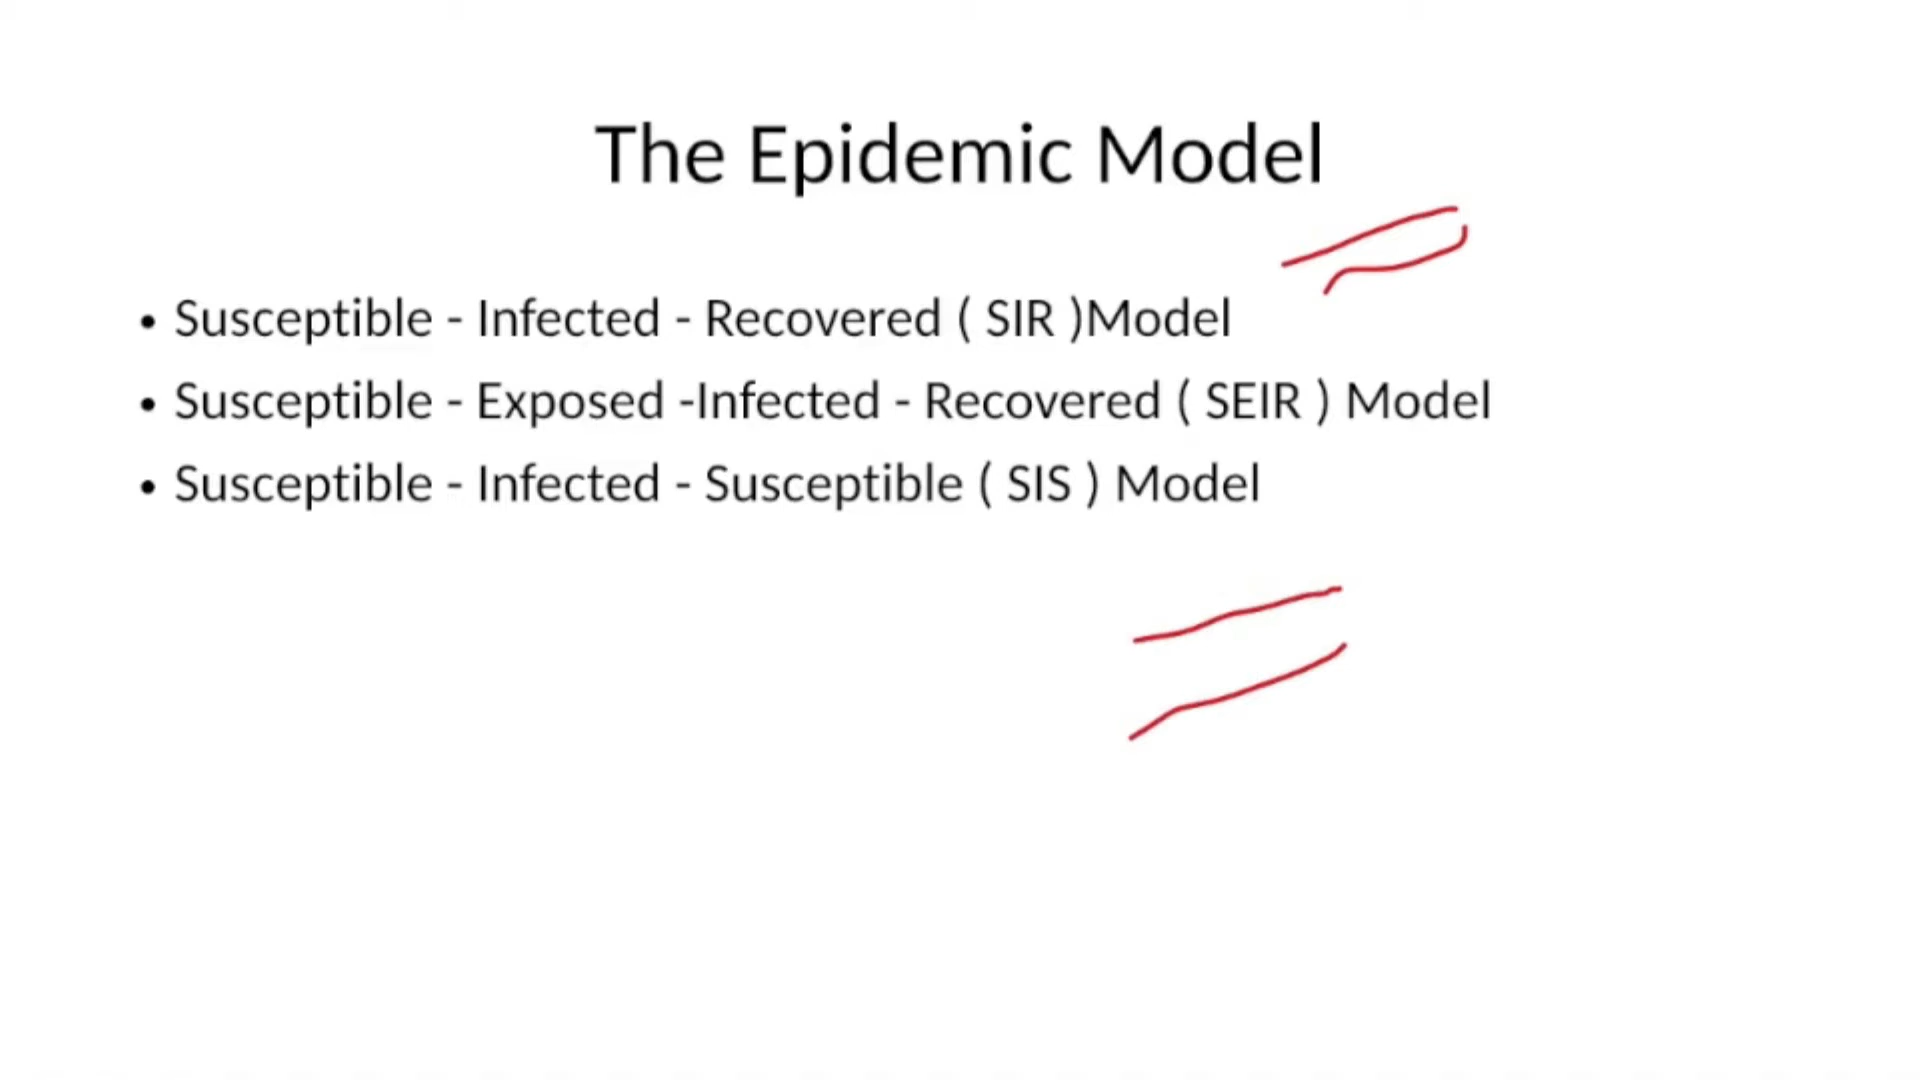 The Epidemic Model
• Susceptible - Infected - Recovered ( SIR )Model
• Susceptible - Exposed -Infected - Recovered ( SEIR ) Model
• Susceptible - Infected - Susceptible ( SIS ) Model